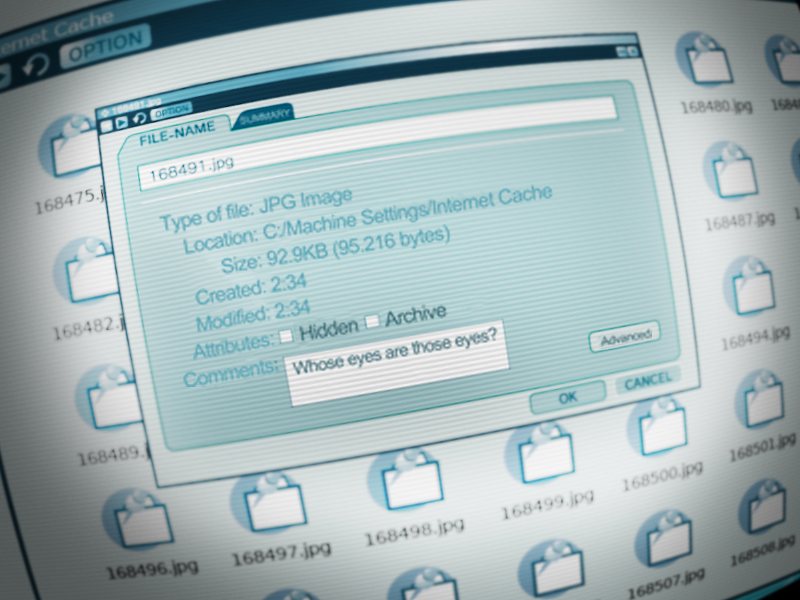 ernet Cache
OPTION
168491.jpg
OPTION
FILE-NAME
SUMMARY
168491.jpg
Type of file: JPG Image
Location: C:/Machine Settings/Internet Cache
Size: 92.9KB (95.216 bytes)
Created: 2:34
Modified: 2:34
Attributes: Hidden Archive
Comments: Whose eyes are those eyes?
Advanced
OK
CANCEL
168475.j
168480.jpg
1684
168482.j
168487.jpg
168489.
168494.jpg
168496.jpg
168497.jpg
168498.jpg
168499.jpg
168500.jpg
168501.jpg
168507.jpg
168508.jpg